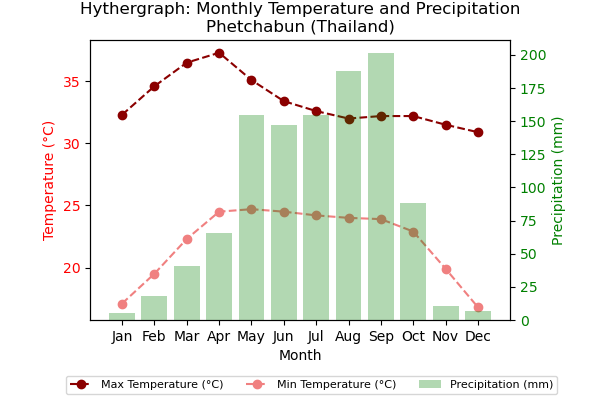 Hythergraph: Monthly Temperature and Precipitation
Phetchabun (Thailand)
Temperature (°C)
35
30
25
20
200
175
150
125
100
75
50
25
0
Precipitation (mm)
Jan Feb Mar Apr May Jun Jul Aug Sep Oct Nov Dec
Month
Max Temperature (°C) Min Temperature (°C) Precipitation (mm)